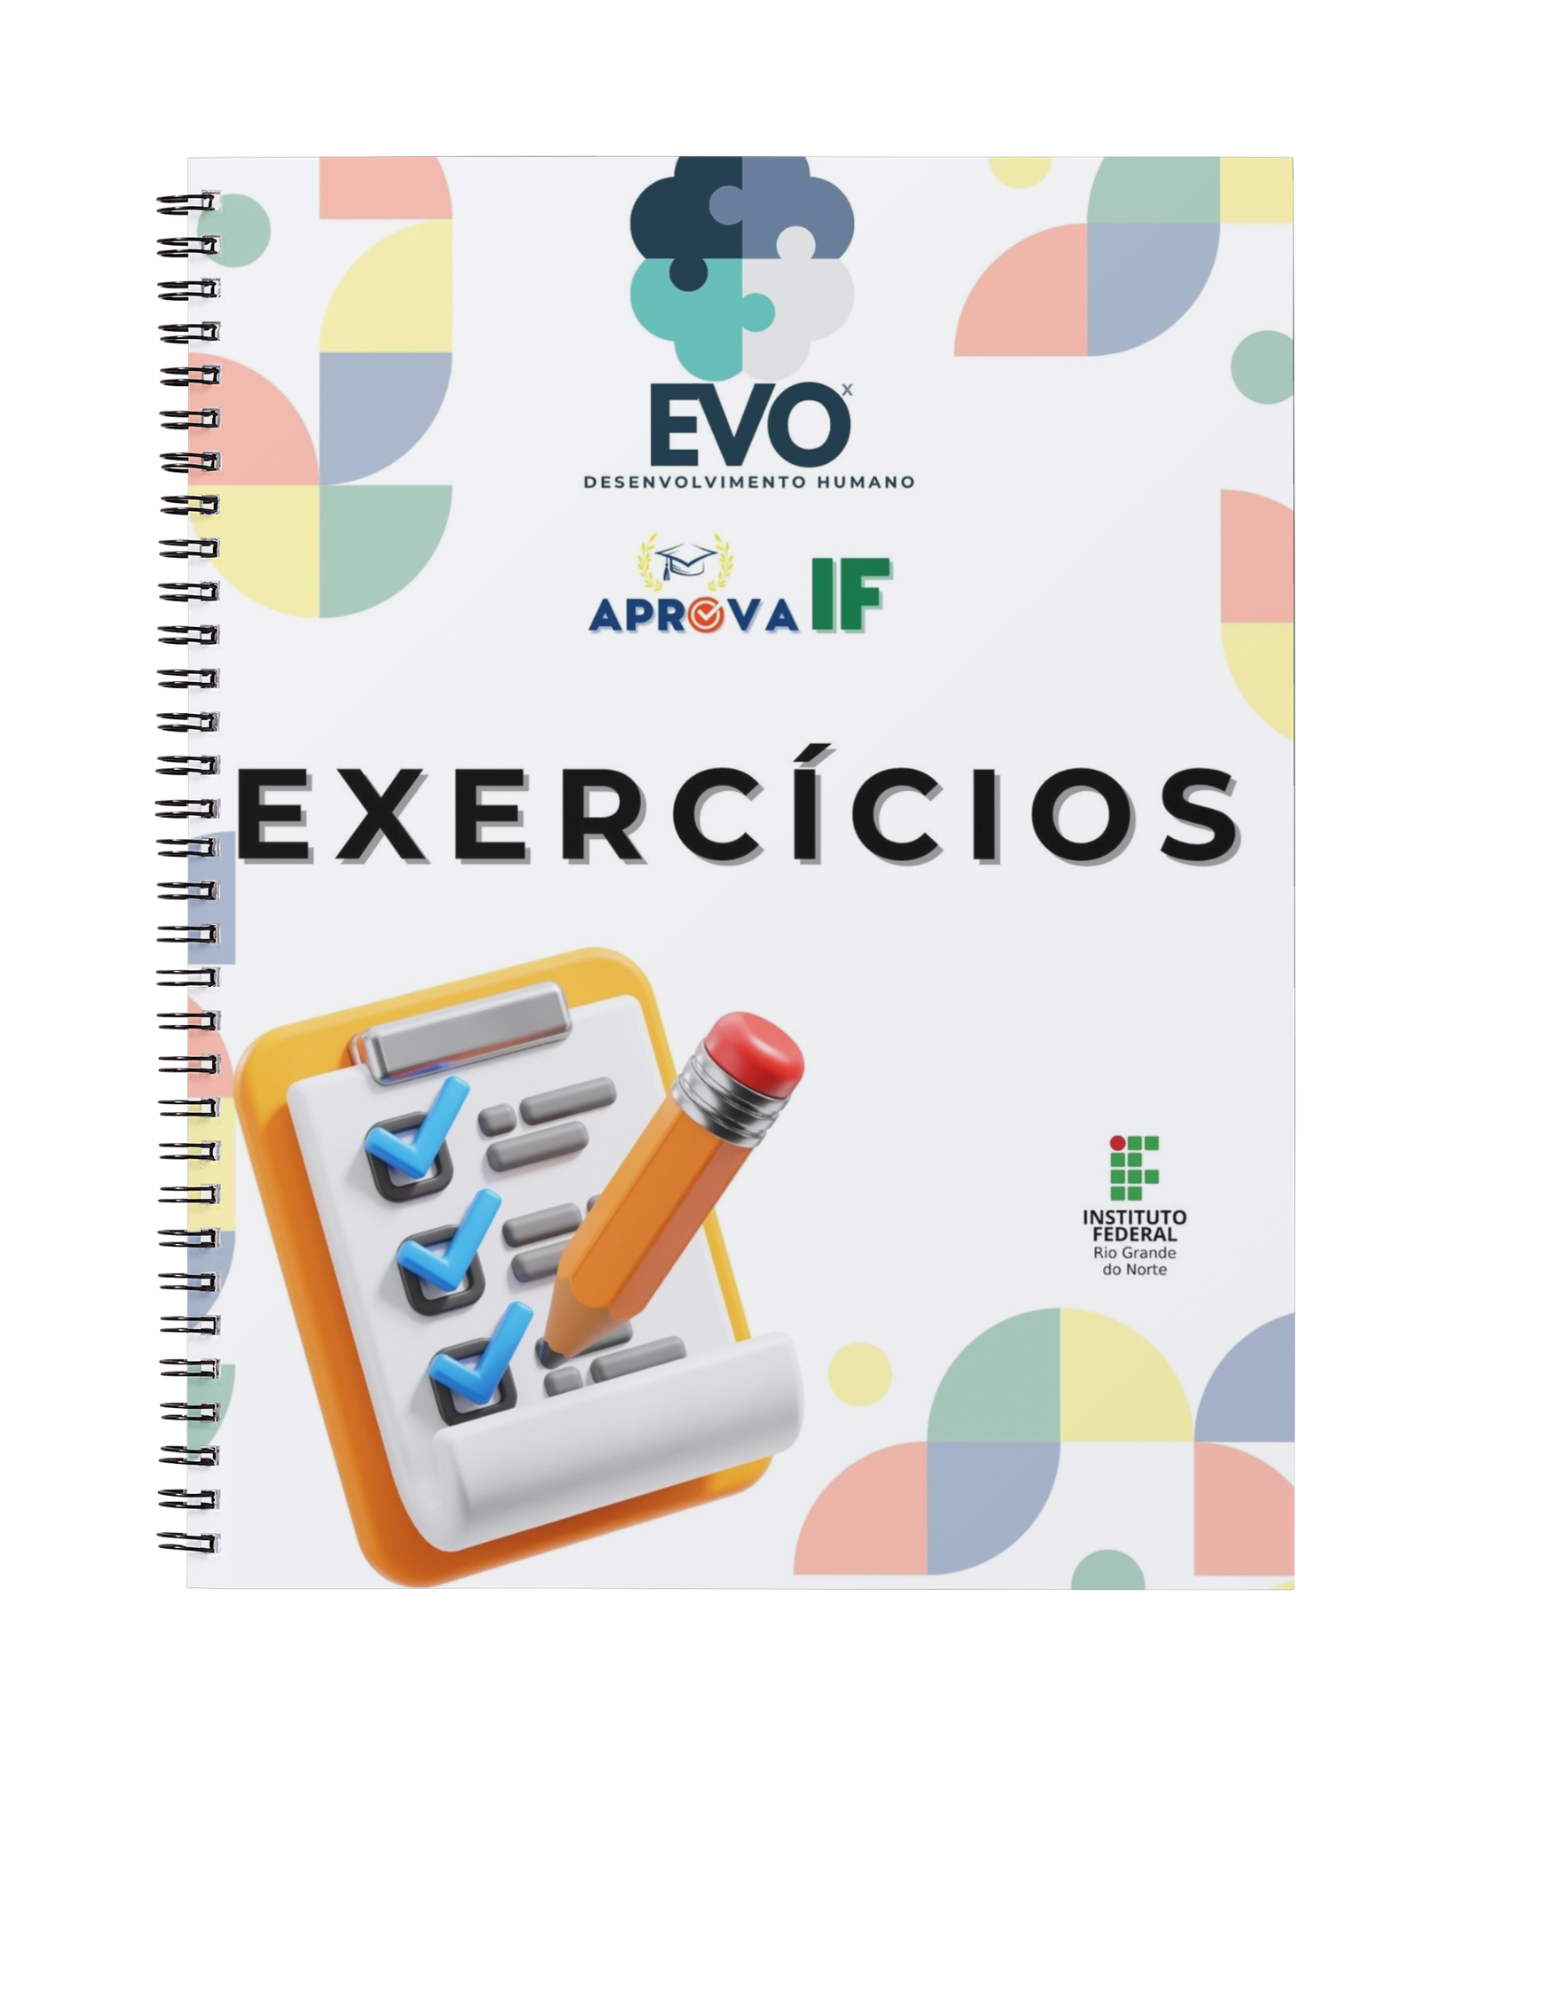 EVO x
DESENVOLVIMENTO HUMANO
APROVA IF
EXERCÍCIOS
INSTITUTO
FEDERAL
Rio Grande
do Norte